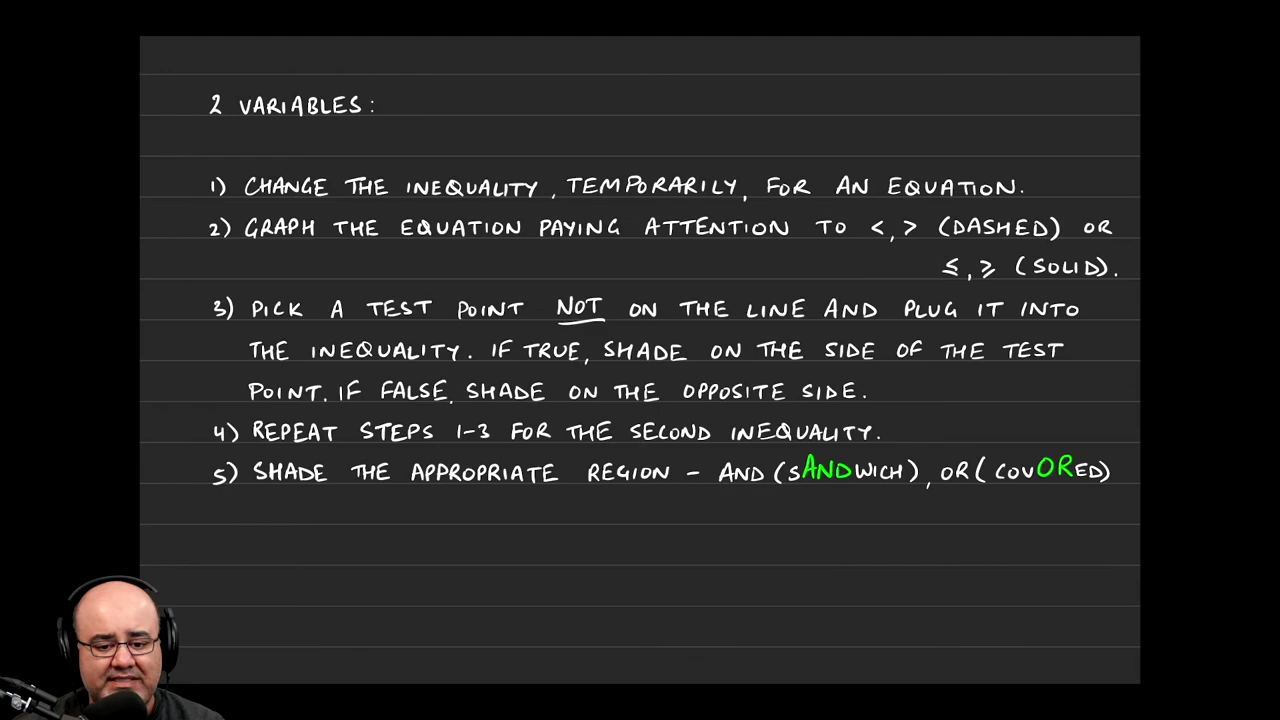 2 VARIABLES:
1) CHANGE THE INEQUALITY, TEMPORARILY, FOR AN EQUATION.
2) GRAPH THE EQUATION PAYING ATTENTION TO <,> (DASHED) OR
≤,≥ (SOLID).
3) PICK A TEST POINT NOT ON THE LINE AND PLUG IT INTO
THE INEQUALITY. IF TRUE, SHADE ON THE SIDE OF THE TEST
POINT. IF FALSE, SHADE ON THE OPPOSITE SIDE.
4) REPEAT STEPS 1-3 FOR THE SECOND INEQUALITY.
5) SHADE THE APPROPRIATE REGION - AND (SANDWICH), OR (COVORED)